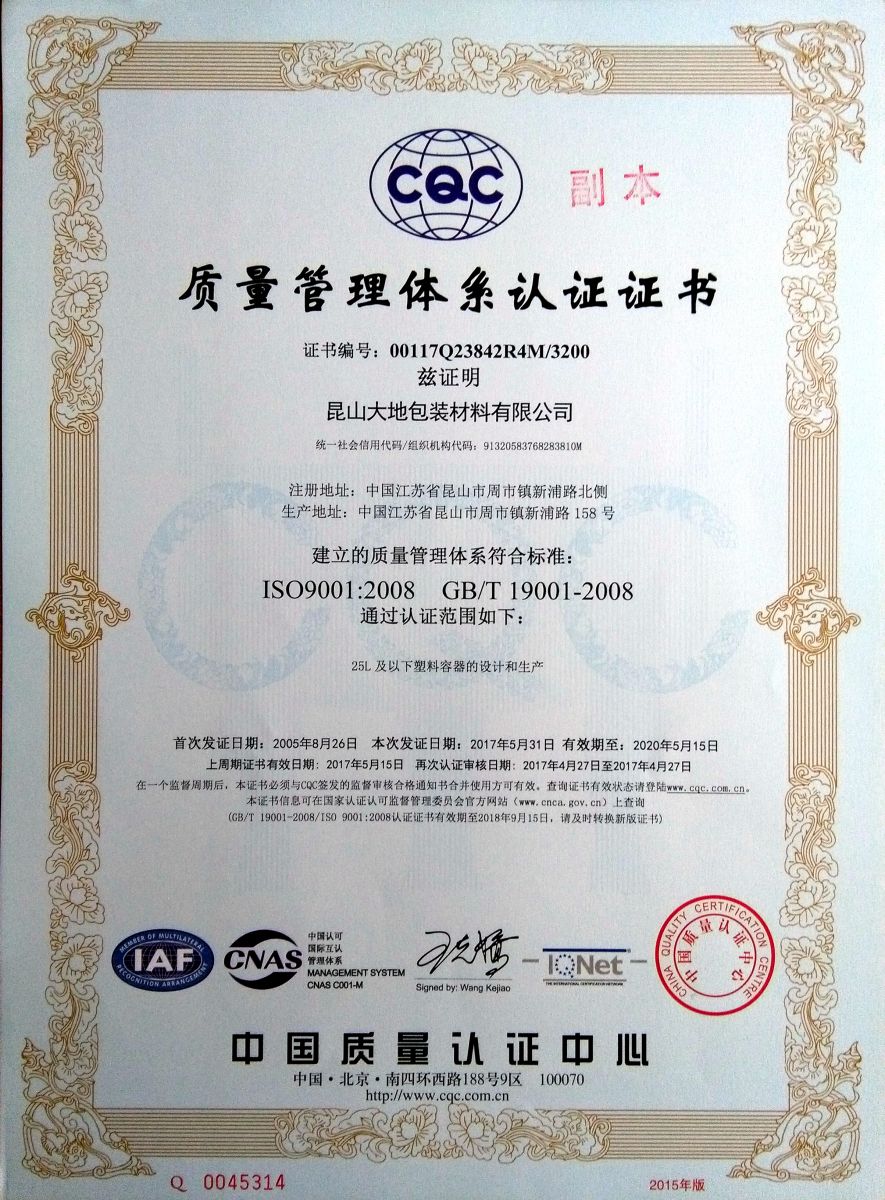 CQC
副本
质量管理体系认证证书
证书编号：00117Q23842R4M/3200
兹证明
昆山大地包装材料有限公司
统一社会信用代码/组织机构代码：91320583768283810M
注册地址：中国江苏省昆山市周市镇新浦路北侧
生产地址：中国江苏省昆山市周市镇新浦路 158 号
建立的质量管理体系符合标准：
ISO9001:2008 GB/T 19001-2008
通过认证范围如下：
25L 及以下塑料容器的设计和生产
首次发证日期：2005年8月26日 本次发证日期：2017年5月31日 有效期至：2020年5月15日
上周期证书有效日期：2017年5月15日 再次认证审核日期：2017年4月27日至2017年4月27日
在一个监督周期后，本证书必须与CQC签发的监督审核合格通知书合并使用方可有效。查询证书有效状态请登陆www.cqc.com.cn。
本证书信息可在国家认证认可监督管理委员会官方网站（www.cnca.gov.cn）上查询
(GB/T 19001-2008/ISO 9001:2008认证证书有效期至2018年9月15日，请及时转换新版证书)
MEMBER OF MULTILATERAL
IAF
RECOGNITION ARRANGEMENT
CNAS
中国认可
国际互认
管理体系
MANAGEMENT SYSTEM
CNAS C001-M
Signed by: Wang Kejiao
IQNet
THE INTERNATIONAL CERTIFICATION NETWORK
CHINA QUALITY CERTIFICATION CENTRE
中国质量认证中心
中国质量认证中心
中国·北京·南四环西路188号9区 100070
http://www.cqc.com.cn
Q 0045314
2015年版